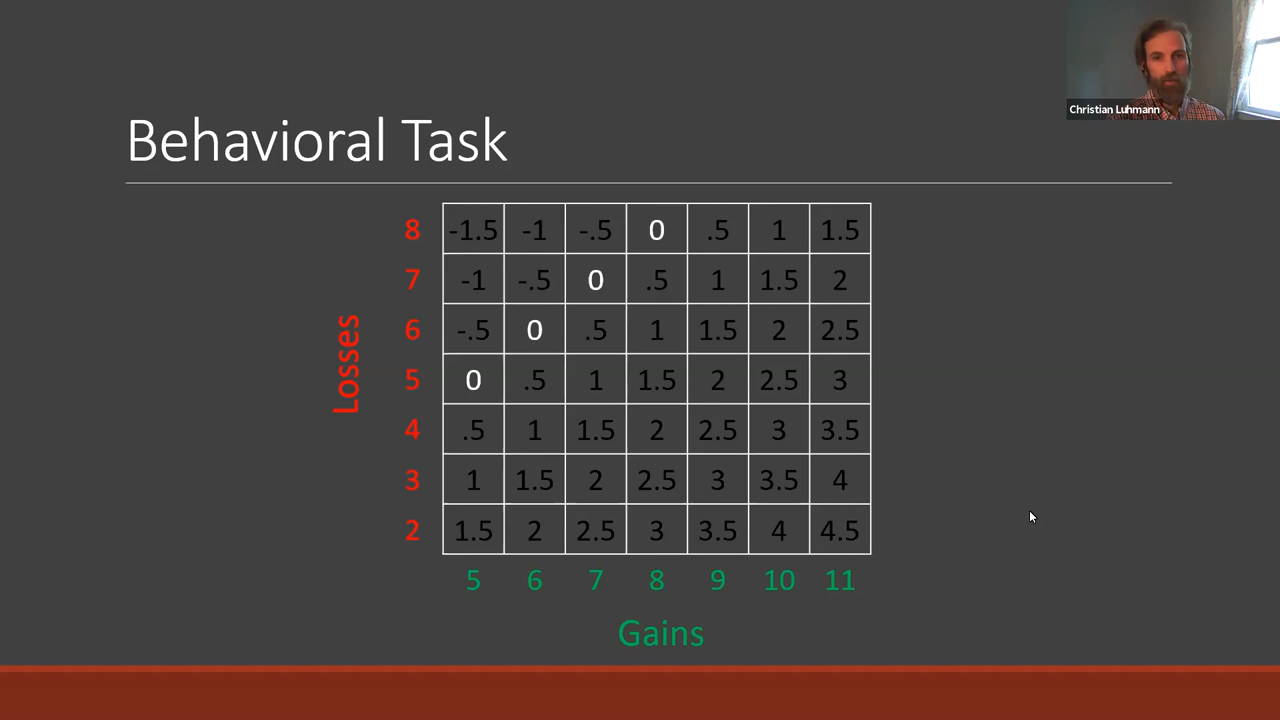 Christian Luhmann
Behavioral Task
Losses
8 -1.5 -1 -.5 0 .5 1 1.5
7 -1 -.5 0 .5 1 1.5 2
6 -.5 0 .5 1 1.5 2 2.5
5 0 .5 1 1.5 2 2.5 3
4 .5 1 1.5 2 2.5 3 3.5
3 1 1.5 2 2.5 3 3.5 4
2 1.5 2 2.5 3 3.5 4 4.5
5 6 7 8 9 10 11
Gains